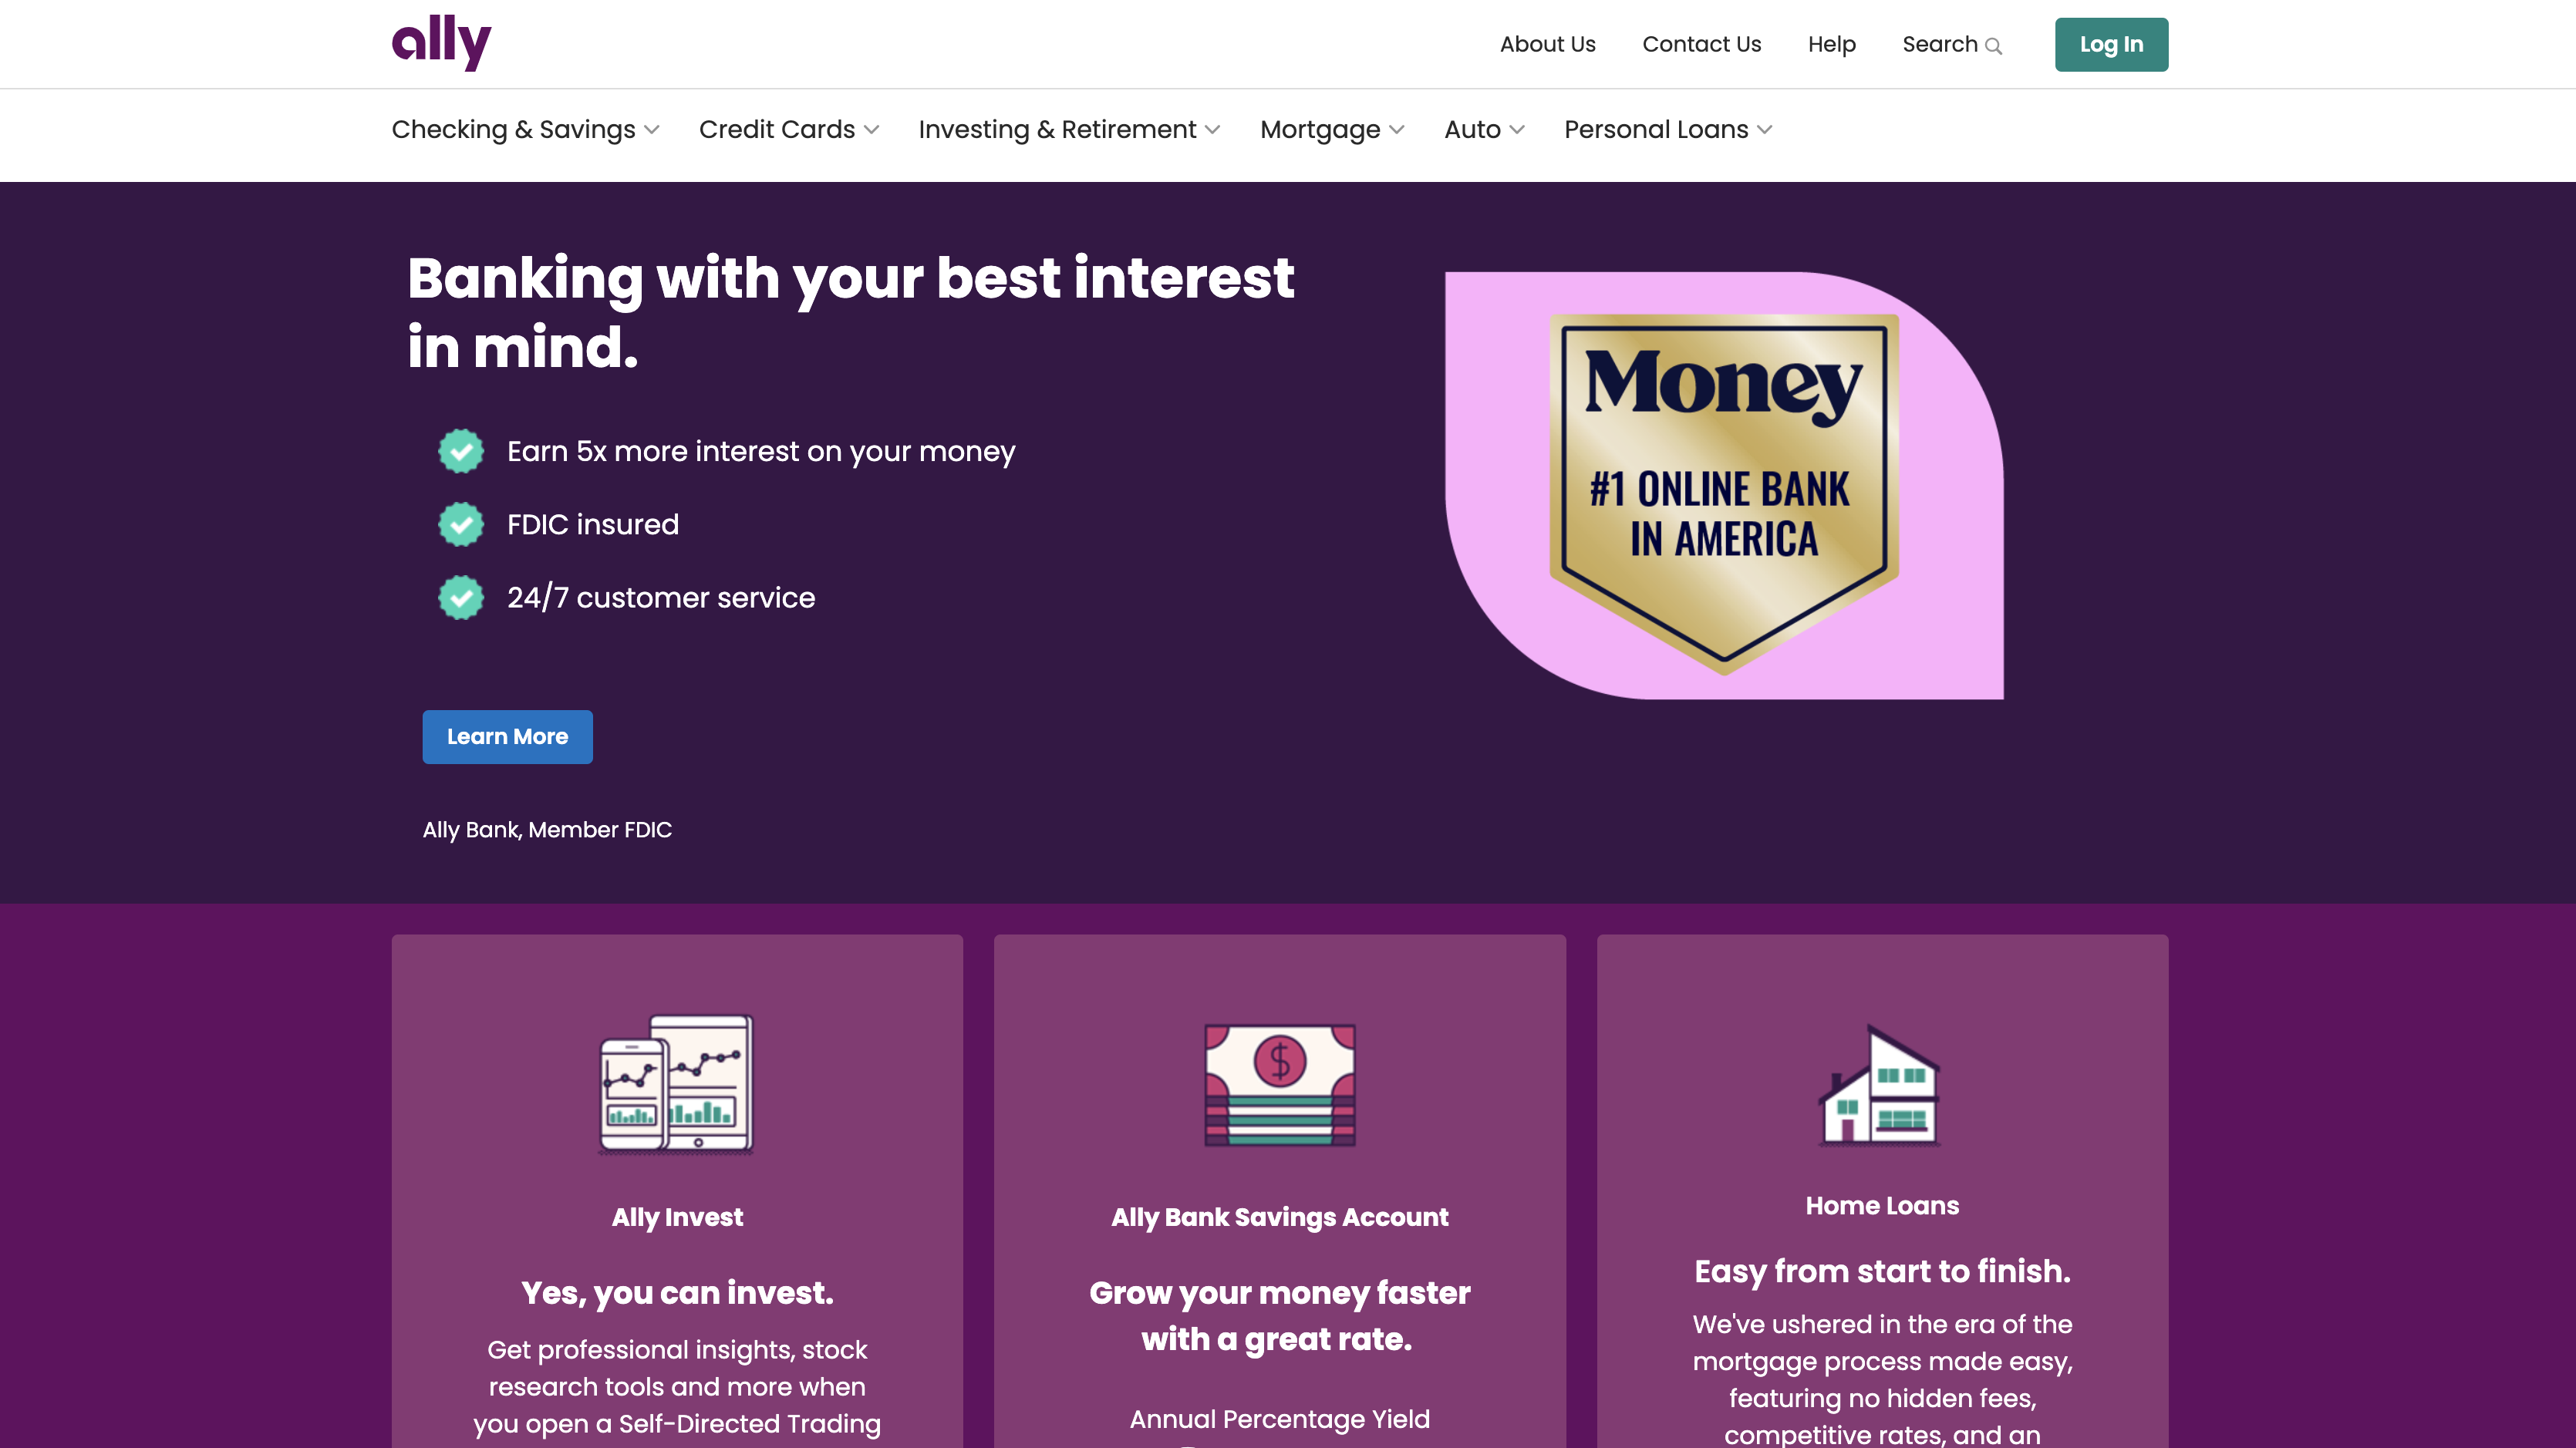 ally
About Us
Contact Us
Help
Search
Log In
Checking & Savings
Credit Cards
Investing & Retirement
Mortgage
Auto
Personal Loans
Banking with your best interest
in mind.
Earn 5x more interest on your money
FDIC insured
24/7 customer service
Learn More
Ally Bank, Member FDIC
Money
#1 ONLINE BANK
IN AMERICA
Ally Invest
Yes, you can invest.
Get professional insights, stock
research tools and more when
you open a Self-Directed Trading
$
Ally Bank Savings Account
Grow your money faster
with a great rate.
Annual Percentage Yield
Home Loans
Easy from start to finish.
We've ushered in the era of the
mortgage process made easy,
featuring no hidden fees,
competitive rates, and an